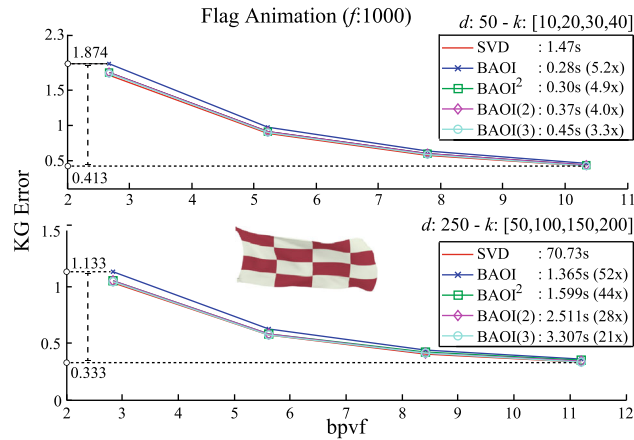 Flag Animation (f:1000)
d: 50 - k: [10,20,30,40]
SVD : 1.47s
BAOI : 0.28s (5.2x)
BAOI² : 0.30s (4.9x)
BAOI(2) : 0.37s (4.0x)
BAOI(3) : 0.45s (3.3x)
2.3
1.874
1.5
1
0.5
0.413
2 3 4 5 6 7 8 9 10 11
KG Error
d: 250 - k: [50,100,150,200]
SVD : 70.73s
BAOI : 1.365s (52x)
BAOI² : 1.599s (44x)
BAOI(2) : 2.511s (28x)
BAOI(3) : 3.307s (21x)
1.5
1.133
1
0.5
0.333
0
2 3 4 5 6 7 8 9 10 11 12
bpvf